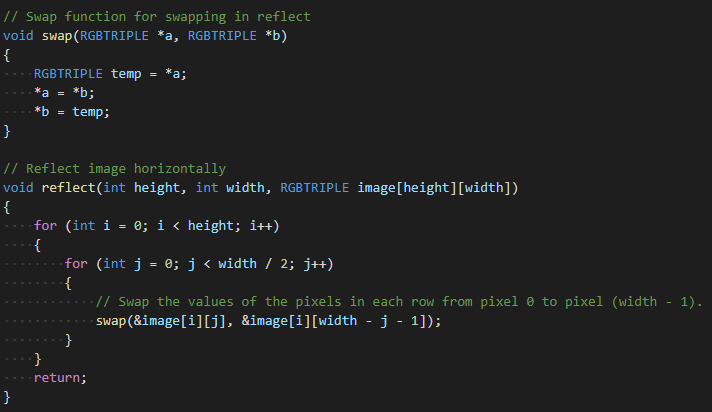 // Swap function for swapping in reflect
void swap(RGBTRIPLE *a, RGBTRIPLE *b)
{
    RGBTRIPLE temp = *a;
    *a = *b;
    *b = temp;
}

// Reflect image horizontally
void reflect(int height, int width, RGBTRIPLE image[height][width])
{
    for (int i = 0; i < height; i++)
    {
        for (int j = 0; j < width / 2; j++)
        {
            // Swap the values of the pixels in each row from pixel 0 to pixel (width - 1).
            swap(&image[i][j], &image[i][width - j - 1]);
        }
    }
    return;
}